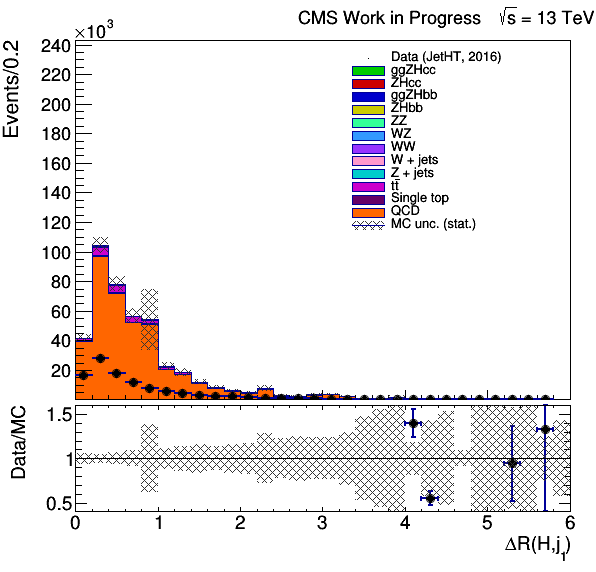 CMS Work in Progress √s = 13 TeV
×10³
Events/0.2
240
220
200
180
160
140
120
100
80
60
40
20
Data (JetHT, 2016)
ggZHcc
ZHcc
ggZHbb
ZHbb
ZZ
WZ
WW
W + jets
Z + jets
tt̄
Single top
QCD
MC unc. (stat.)
Data/MC
1.5
1
0.5
0 1 2 3 4 5 6
ΔR(H,j₁)